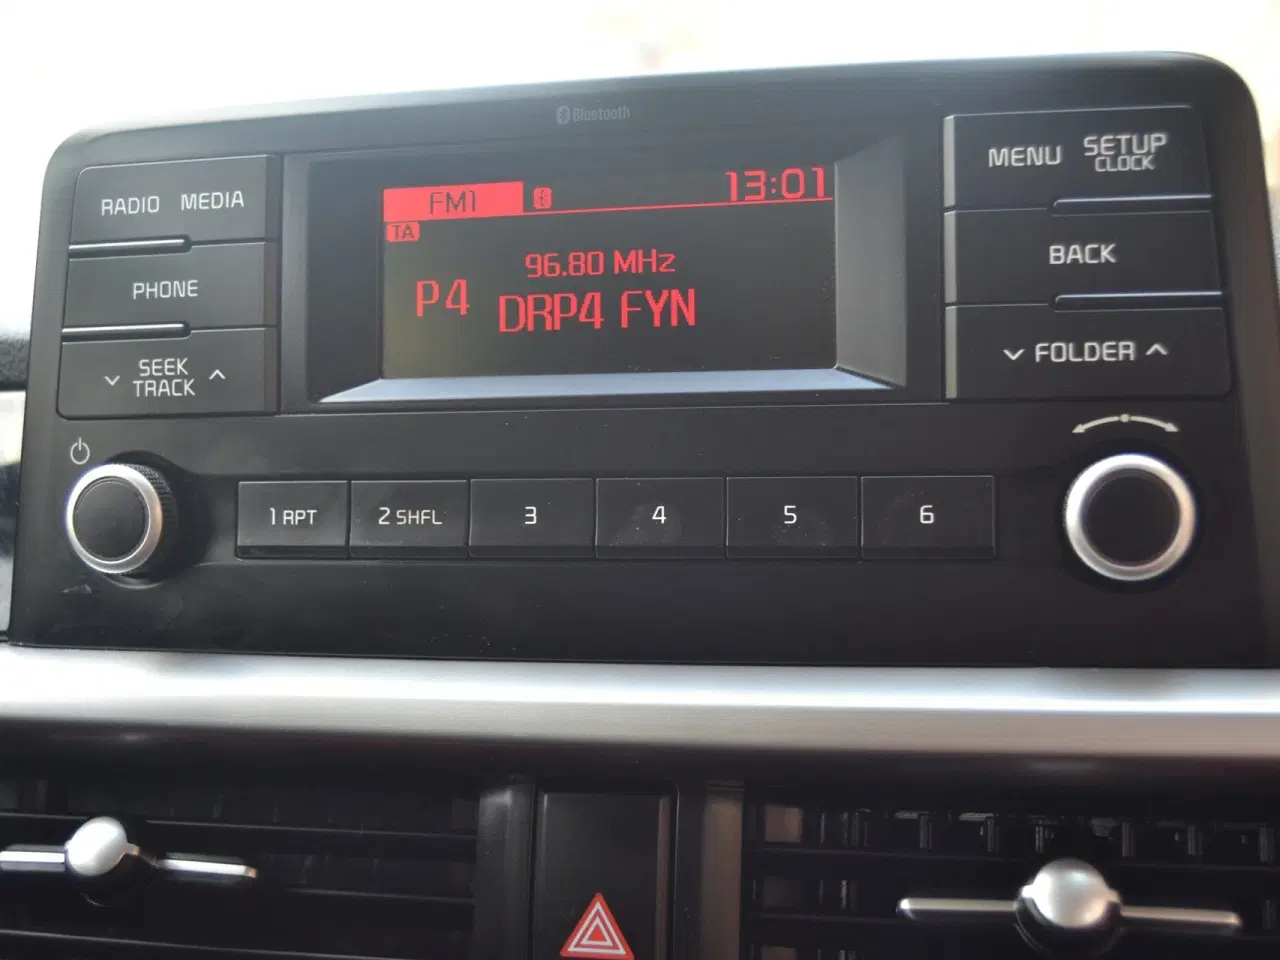 Bluetooth
RADIO MEDIA
PHONE
SEEK
TRACK
FM1 13:01
TA
96.80 MHz
P4 DRP4 FYN
MENU SETUP
CLOCK
BACK
FOLDER
1 RPT 2 SHFL 3 4 5 6